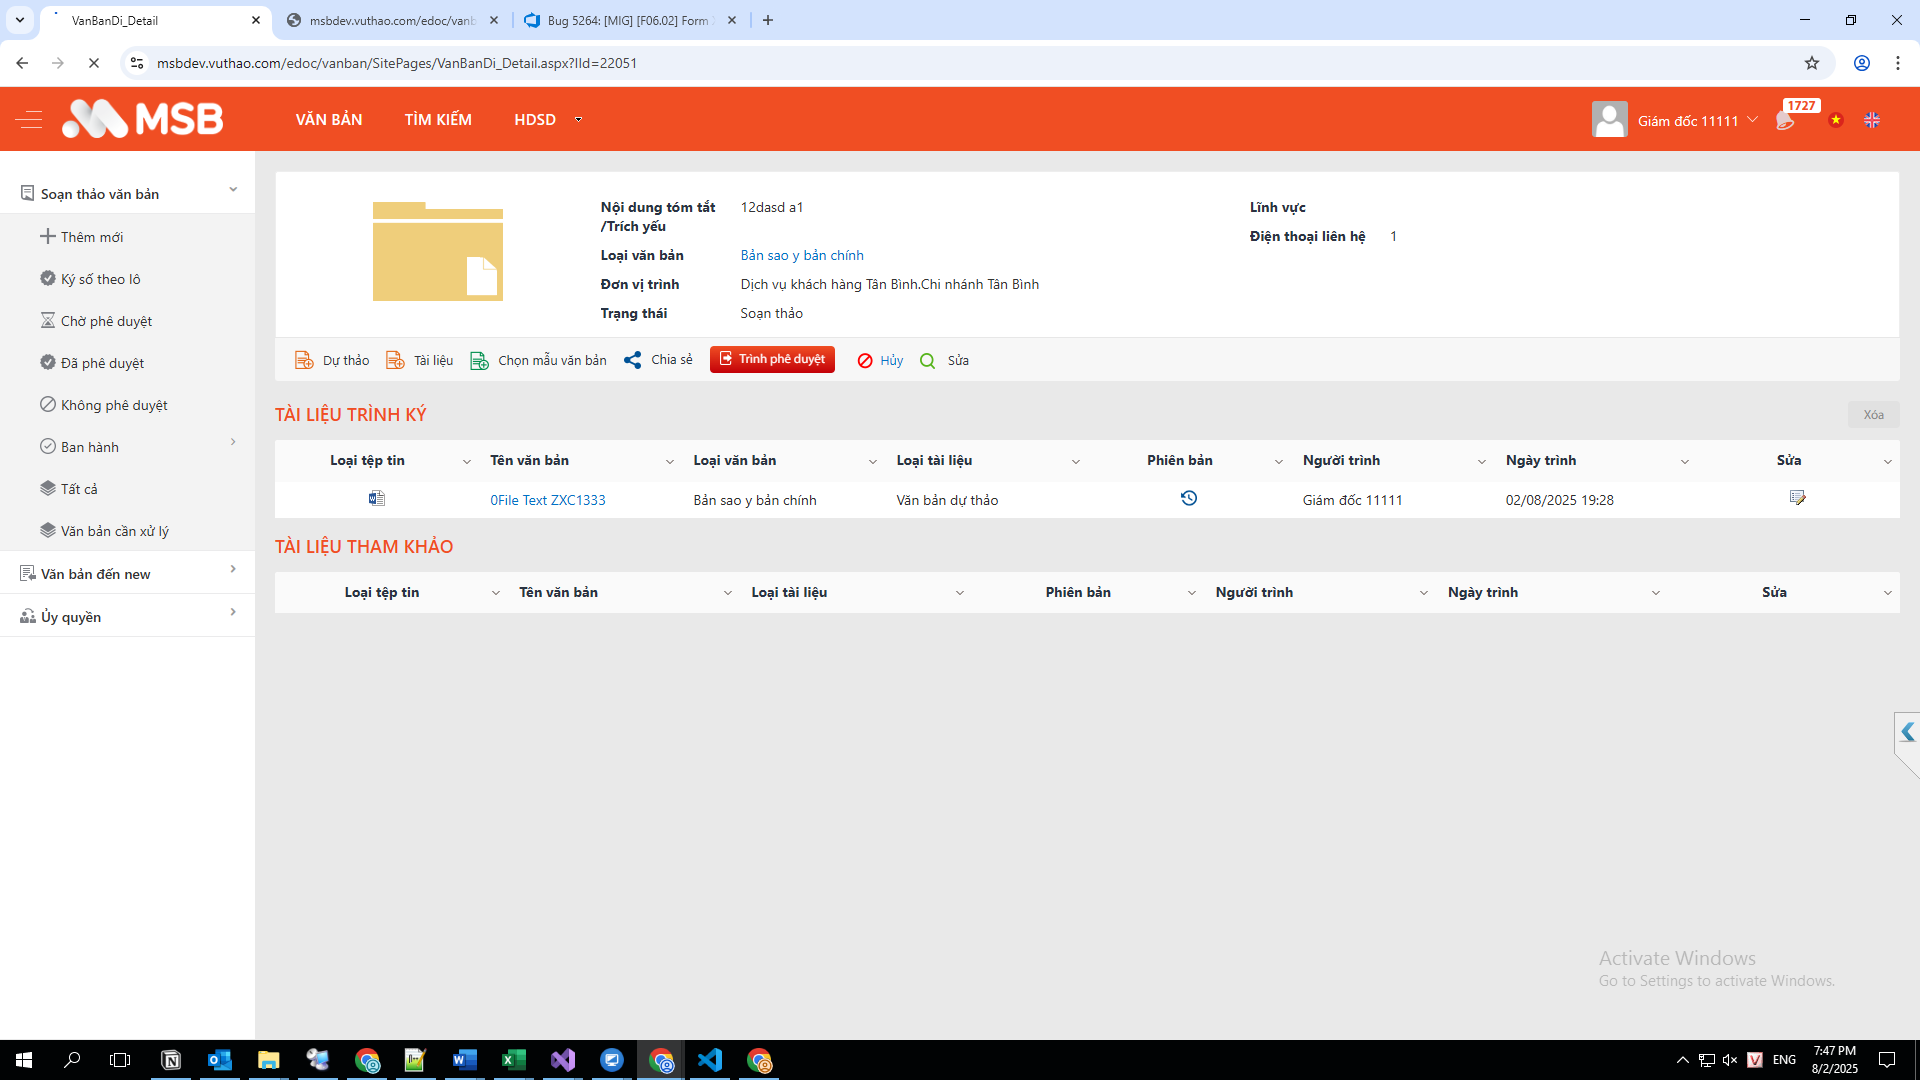 VanBanDi_Detail
msbdev.vuthao.com/edoc/vanb
Bug 5264: [MIG] [F06.02] Form
msbdev.vuthao.com/edoc/vanban/SitePages/VanBanDi_Detail.aspx?IId=22051
MSB
VĂN BẢN
TÌM KIẾM
HDSD
Giám đốc 11111
1727
Soạn thảo văn bản
Thêm mới
Ký số theo lô
Chờ phê duyệt
Đã phê duyệt
Không phê duyệt
Ban hành
Tất cả
Văn bản cần xử lý
Văn bản đến new
Ủy quyền
Nội dung tóm tắt /Trích yếu 12dasd a1
Loại văn bản Bản sao y bản chính
Đơn vị trình Dịch vụ khách hàng Tân Bình.Chi nhánh Tân Bình
Trạng thái Soạn thảo
Lĩnh vực
Điện thoại liên hệ 1
Dự thảo Tài liệu Chọn mẫu văn bản Chia sẻ Trình phê duyệt Hủy Sửa
TÀI LIỆU TRÌNH KÝ
Xóa
Loại tệp tin Tên văn bản Loại văn bản Loại tài liệu Phiên bản Người trình Ngày trình Sửa
0File Text ZXC1333 Bản sao y bản chính Văn bản dự thảo Giám đốc 11111 02/08/2025 19:28
TÀI LIỆU THAM KHẢO
Loại tệp tin Tên văn bản Loại tài liệu Phiên bản Người trình Ngày trình Sửa
Activate Windows
Go to Settings to activate Windows.
ENG
7:47 PM
8/2/2025